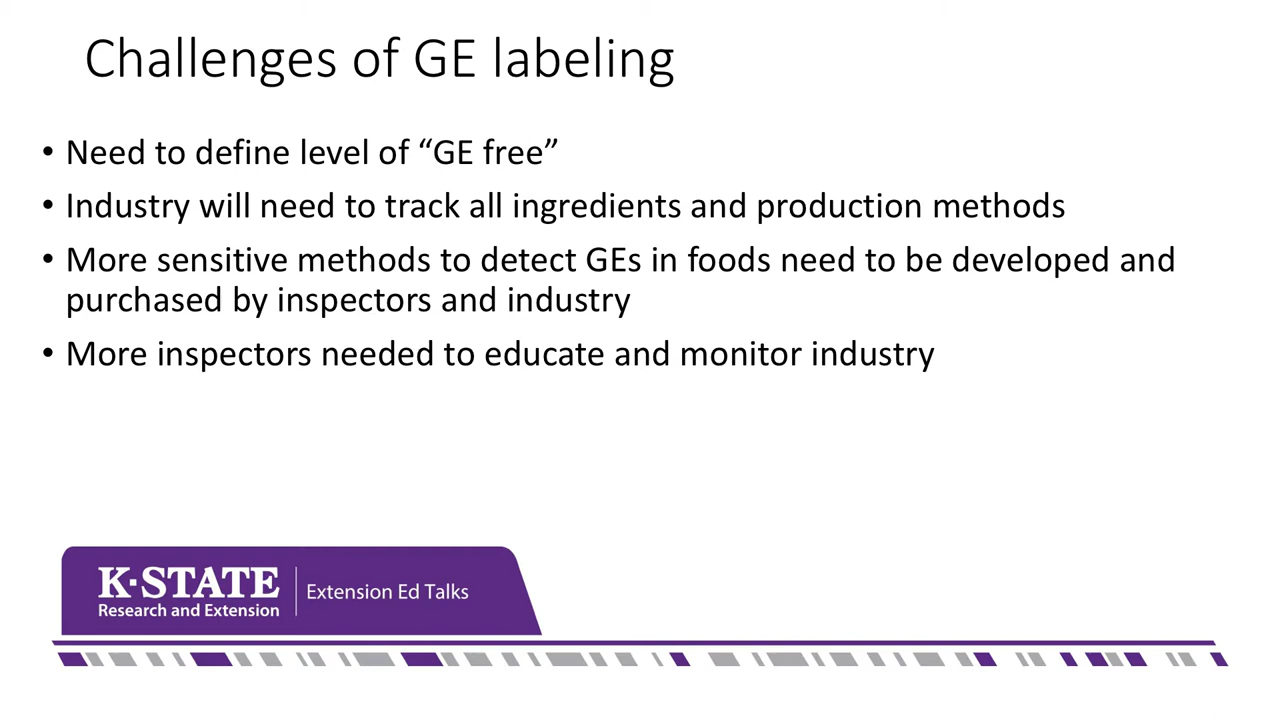 Challenges of GE labeling
• Need to define level of “GE free”
• Industry will need to track all ingredients and production methods
• More sensitive methods to detect GEs in foods need to be developed and
purchased by inspectors and industry
• More inspectors needed to educate and monitor industry
K•STATE
Research and Extension
Extension Ed Talks